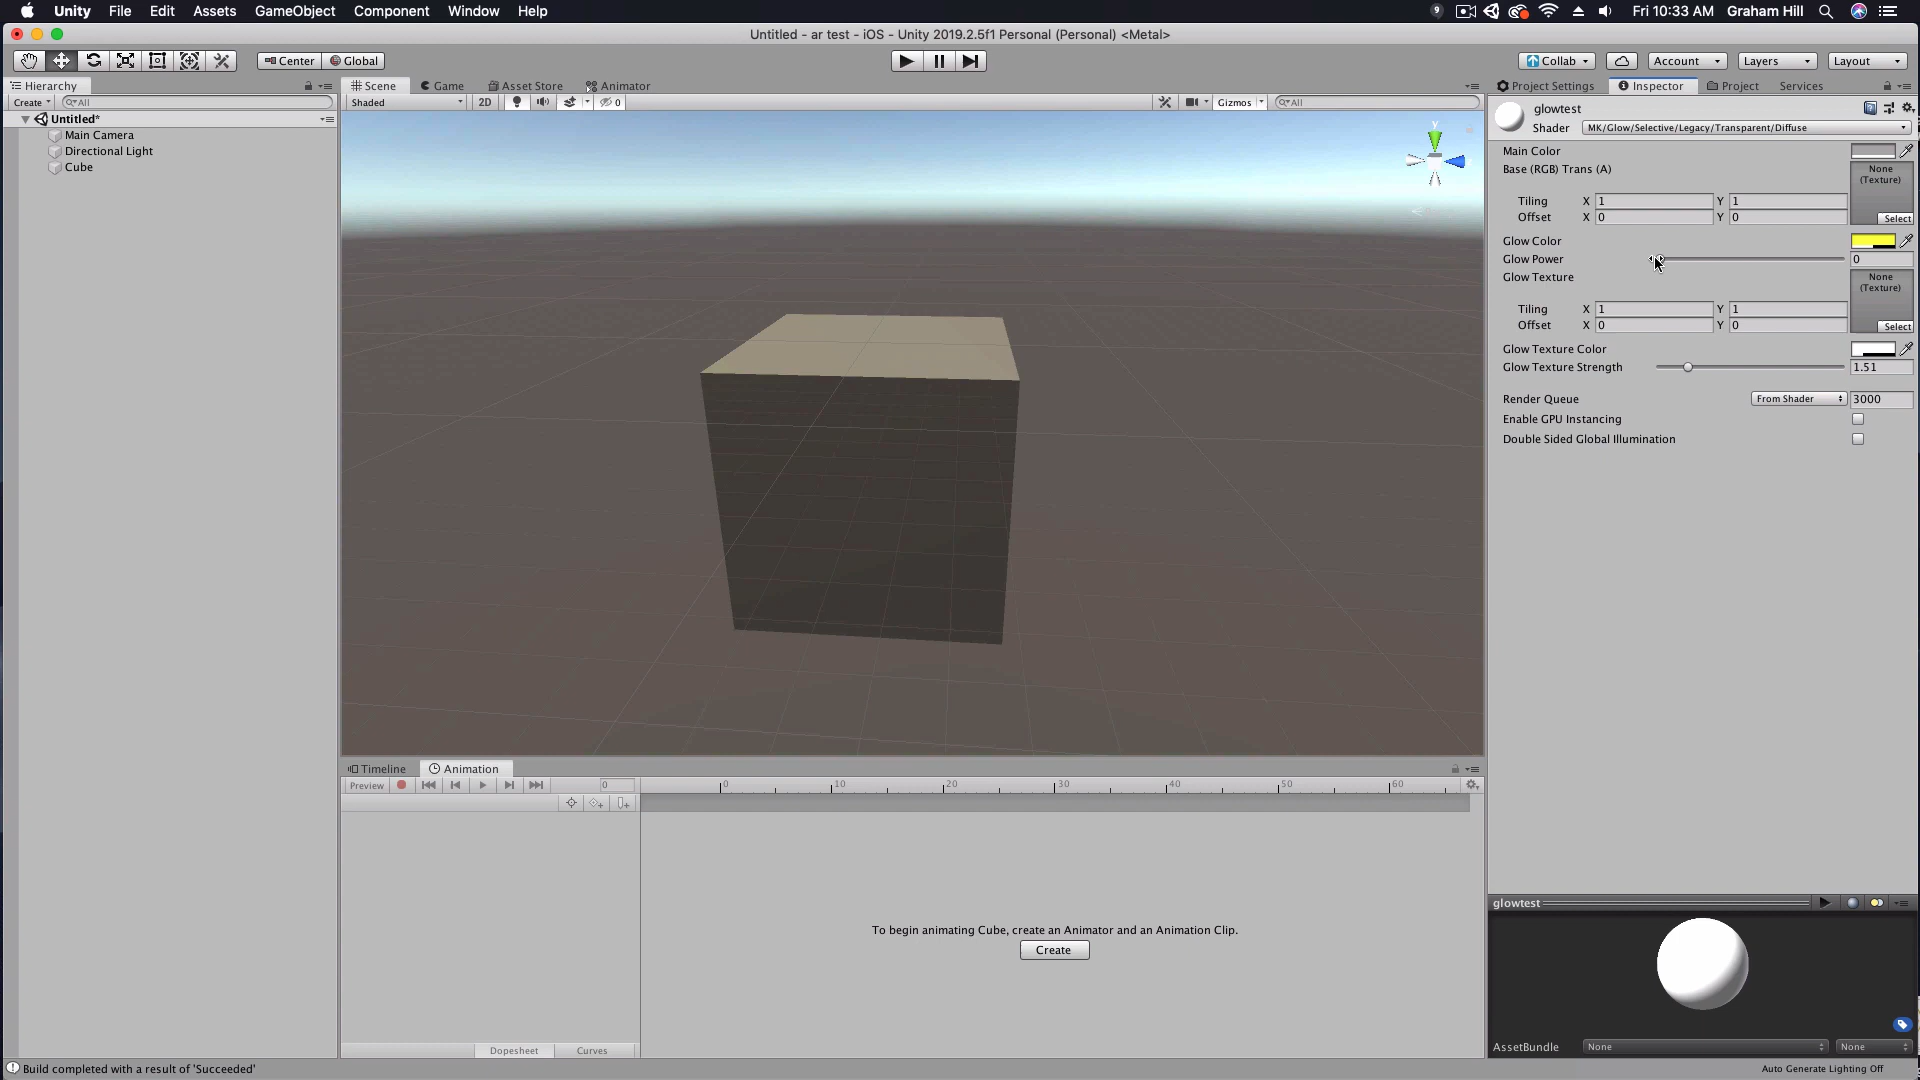 Unity File Edit Assets GameObject Component Window Help
9 Fri 10:33 AM Graham Hill
Untitled - ar test - iOS - Unity 2019.2.5f1 Personal (Personal) <Metal>
Center Global Collab Account Layers Layout
Hierarchy
Create All
Untitled*
Main Camera
Directional Light
Cube
Scene Game Asset Store Animator
Shaded 2D 0 Gizmos All
y
Project Settings Inspector Project Services
glowtest
Shader MK/Glow/Selective/Legacy/Transparent/Diffuse
Main Color
Base (RGB) Trans (A) None (Texture)
Tiling X 1 Y 1
Offset X 0 Y 0 Select
Glow Color
Glow Power 0
Glow Texture None (Texture)
Tiling X 1 Y 1
Offset X 0 Y 0 Select
Glow Texture Color
Glow Texture Strength 1.51
Render Queue From Shader 3000
Enable GPU Instancing
Double Sided Global Illumination
Timeline Animation
Preview 0 0 10 20 30 40 50 60
To begin animating Cube, create an Animator and an Animation Clip.
Create
Dopesheet Curves
glowtest
AssetBundle None None
Build completed with a result of 'Succeeded'
Auto Generate Lighting Off